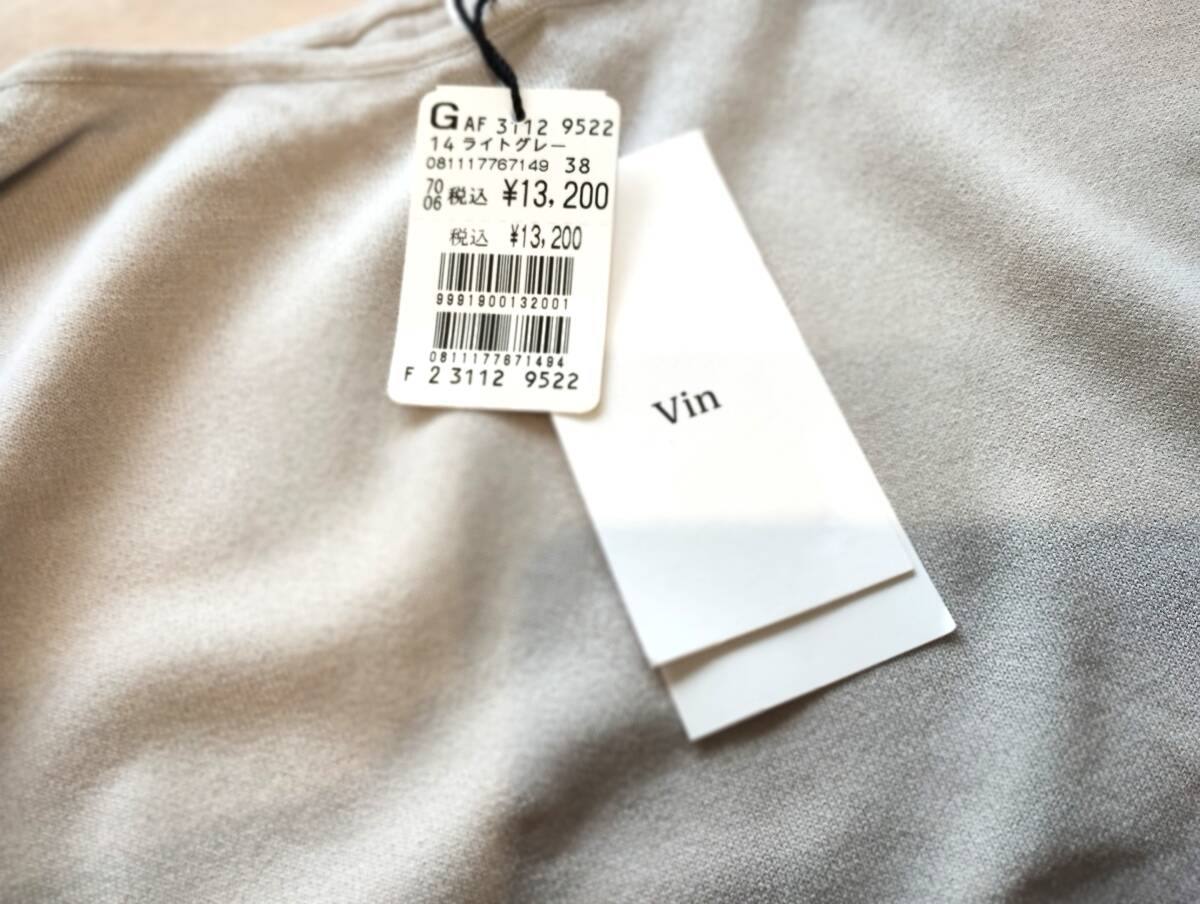 G AF 3112 9522
14 ライトグレー
081117767149 38
70 06 税込 ¥13,200
税込 ¥13,200
9991900132001
0811177671494
F 2 3112 9522
Vin